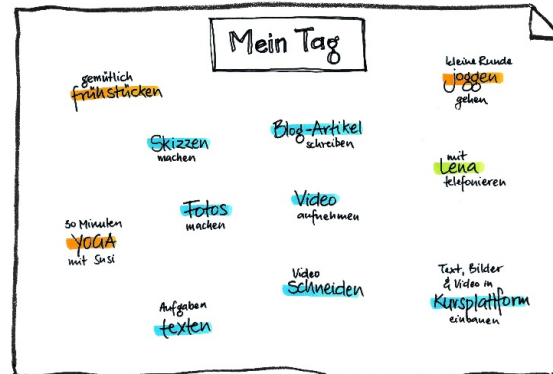 Mein Tag
gemütlich
frühstücken
kleine Runde
joggen
gehen
Skizzen
machen
Blog-Artikel
schreiben
mit
Lena
telefonieren
Fotos
machen
Video
aufnehmen
30 Minuten
YOGA
mit Susi
Video
Schneiden
Text, Bilder
& Video in
Kursplattform
einbauen
Aufgaben
texten